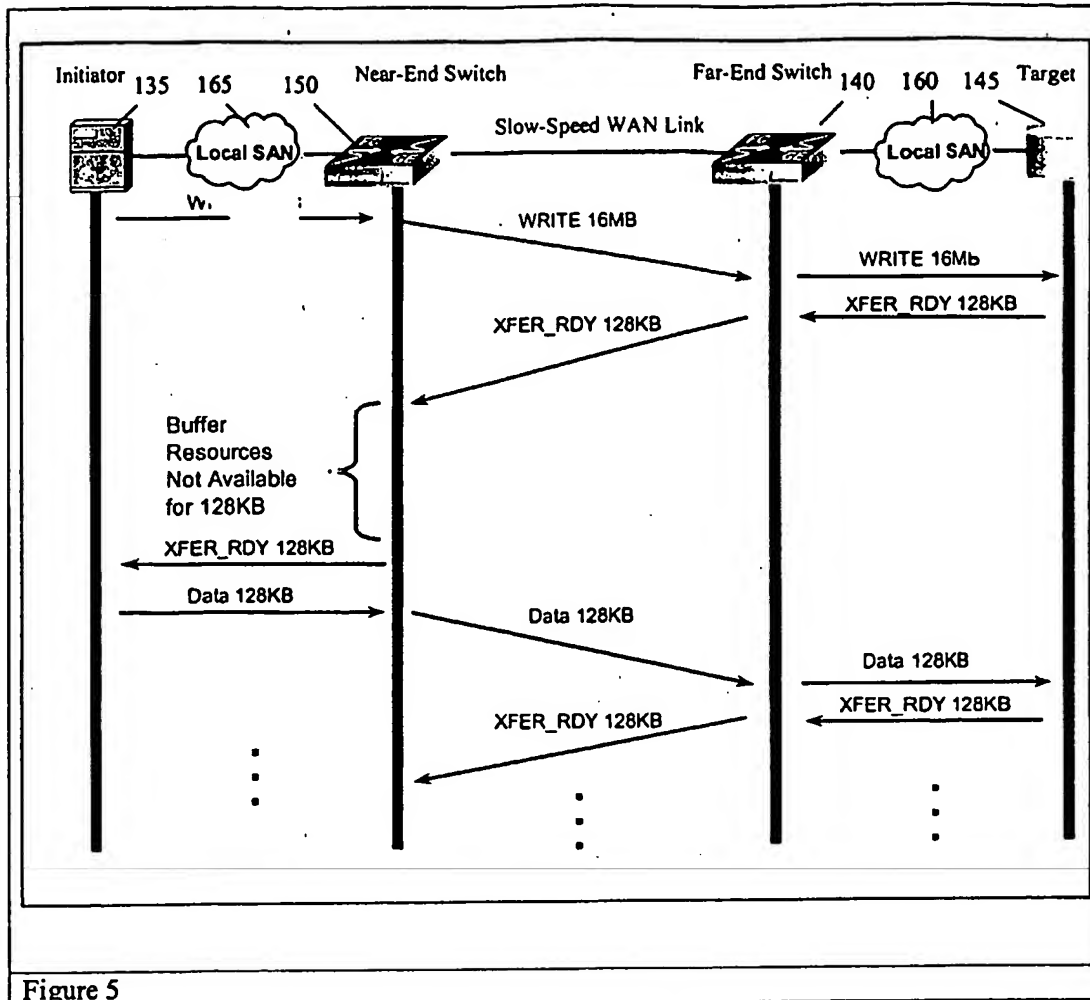 Initiator 135 165 150 Near-End Switch Far-End Switch 140 160 145 Target
Local SAN
Slow-Speed WAN Link
Local SAN
WRITE 16MB
WRITE 16Mb
XFER_RDY 128KB
XFER_RDY 128KB
Buffer
Resources
Not Available
for 128KB
XFER_RDY 128KB
Data 128KB
Data 128KB
Data 128KB
XFER_RDY 128KB
XFER_RDY 128KB
Figure 5